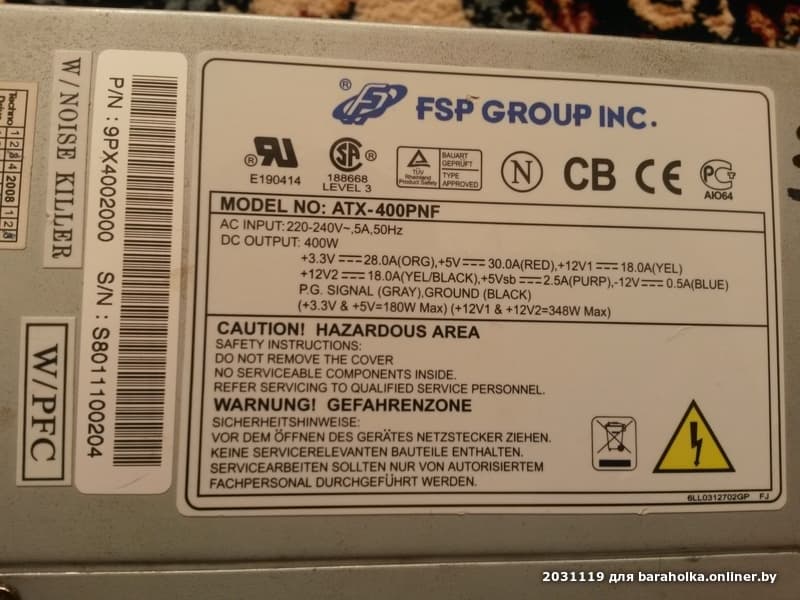 W/NOISE KILLER
2008
W/PFC
P/N : 9PX4002000 S/N : S8011100204
® FSP GROUP INC.
® ®
E190414
188668
LEVEL 3
TÜV
Rheinland
Product Safety
BAUART
GEPRÜFT
TYPE
APPROVED
N
CB
CE
АЮ64
MODEL NO: ATX-400PNF
AC INPUT: 220-240V~,5A,50Hz
DC OUTPUT: 400W
+3.3V 28.0A(ORG),+5V 30.0A(RED),+12V1 18.0A(YEL)
+12V2 18.0A(YEL/BLACK),+5Vsb 2.5A(PURP),-12V 0.5A(BLUE)
P.G. SIGNAL (GRAY),GROUND (BLACK)
(+3.3V & +5V=180W Max) (+12V1 & +12V2=348W Max)
CAUTION! HAZARDOUS AREA
SAFETY INSTRUCTIONS:
DO NOT REMOVE THE COVER
NO SERVICEABLE COMPONENTS INSIDE.
REFER SERVICING TO QUALIFIED SERVICE PERSONNEL.
WARNUNG! GEFAHRENZONE
SICHERHEITSHINWEISE:
VOR DEM ÖFFNEN DES GERÄTES NETZSTECKER ZIEHEN.
KEINE SERVICERELEVANTEN BAUTEILE ENTHALTEN.
SERVICEARBEITEN SOLLTEN NUR VON AUTORISIERTEM
FACHPERSONAL DURCHGEFÜHRT WERDEN.
6LL0312702GP FJ
2031119 для baraholka.onliner.by